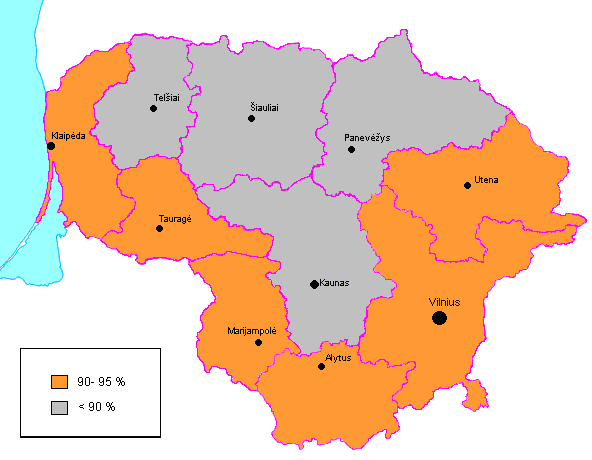 Telšiai
Šiauliai
Klaipėda
Panevėžys
Utena
Tauragė
Kaunas
Vilnius
Marijampolė
Alytus
90- 95 %
< 90 %